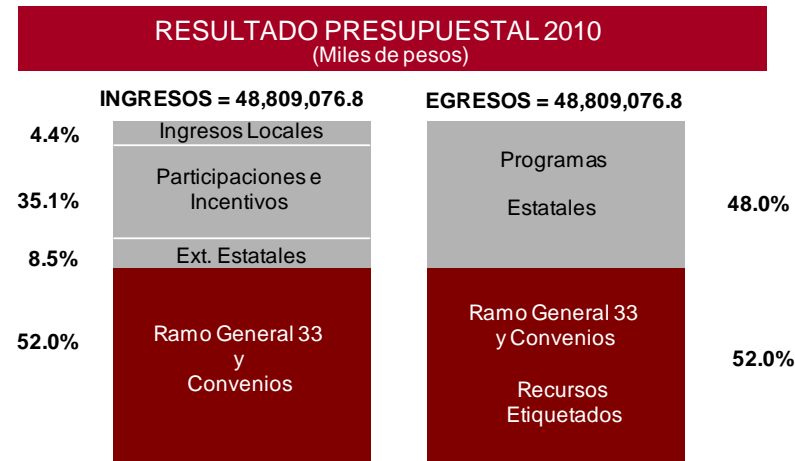 RESULTADO PRESUPUESTAL 2010
(Miles de pesos)
INGRESOS = 48,809,076.8
EGRESOS = 48,809,076.8
4.4%
Ingresos Locales
35.1%
Participaciones e
Incentivos
8.5%
Ext. Estatales
52.0%
Ramo General 33
y
Convenios
Programas
Estatales
48.0%
Ramo General 33
y Convenios
Recursos
Etiquetados
52.0%